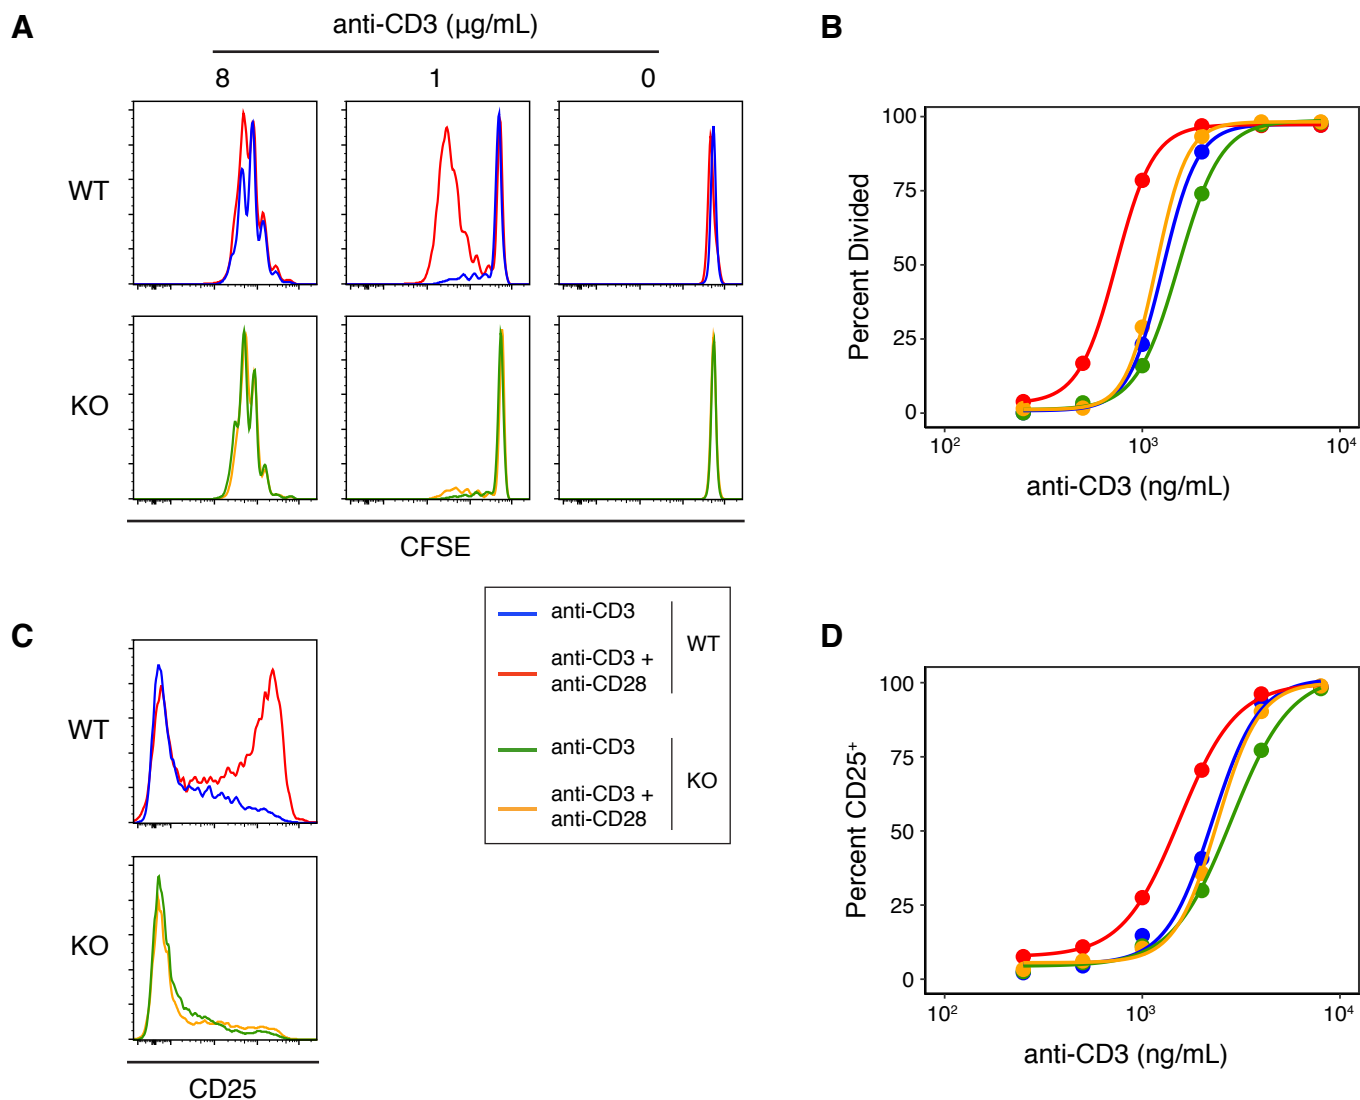 A
anti-CD3 (μg/mL)
8 1 0
WT
KO
CFSE
B
100
75
50
25
0
Percent Divided
10²
10³
10⁴
anti-CD3 (ng/mL)
C
WT
KO
CD25
anti-CD3
anti-CD3 +
anti-CD28
WT
anti-CD3
anti-CD3 +
anti-CD28
KO
D
100
75
50
25
0
Percent CD25⁺
10²
10³
10⁴
anti-CD3 (ng/mL)